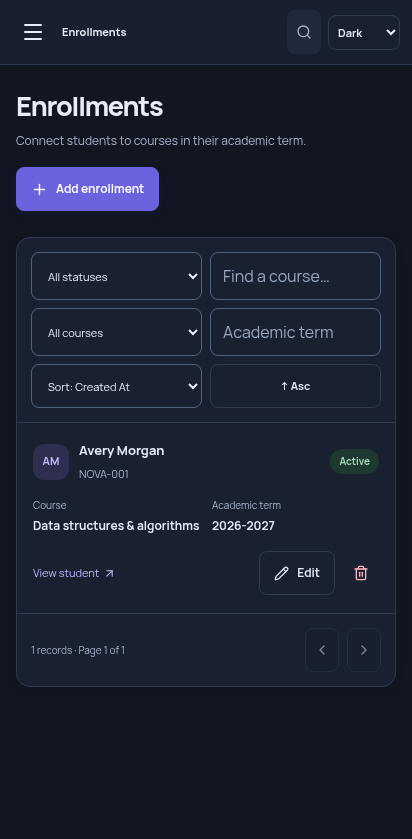 Enrollments
Dark
Enrollments
Connect students to courses in their academic term.
Add enrollment
All statuses
Find a course…
All courses
Academic term
Sort: Created At
↑ Asc
AM
Avery Morgan
NOVA-001
Active
Course
Academic term
Data structures & algorithms
2026-2027
View student
Edit
1 records · Page 1 of 1